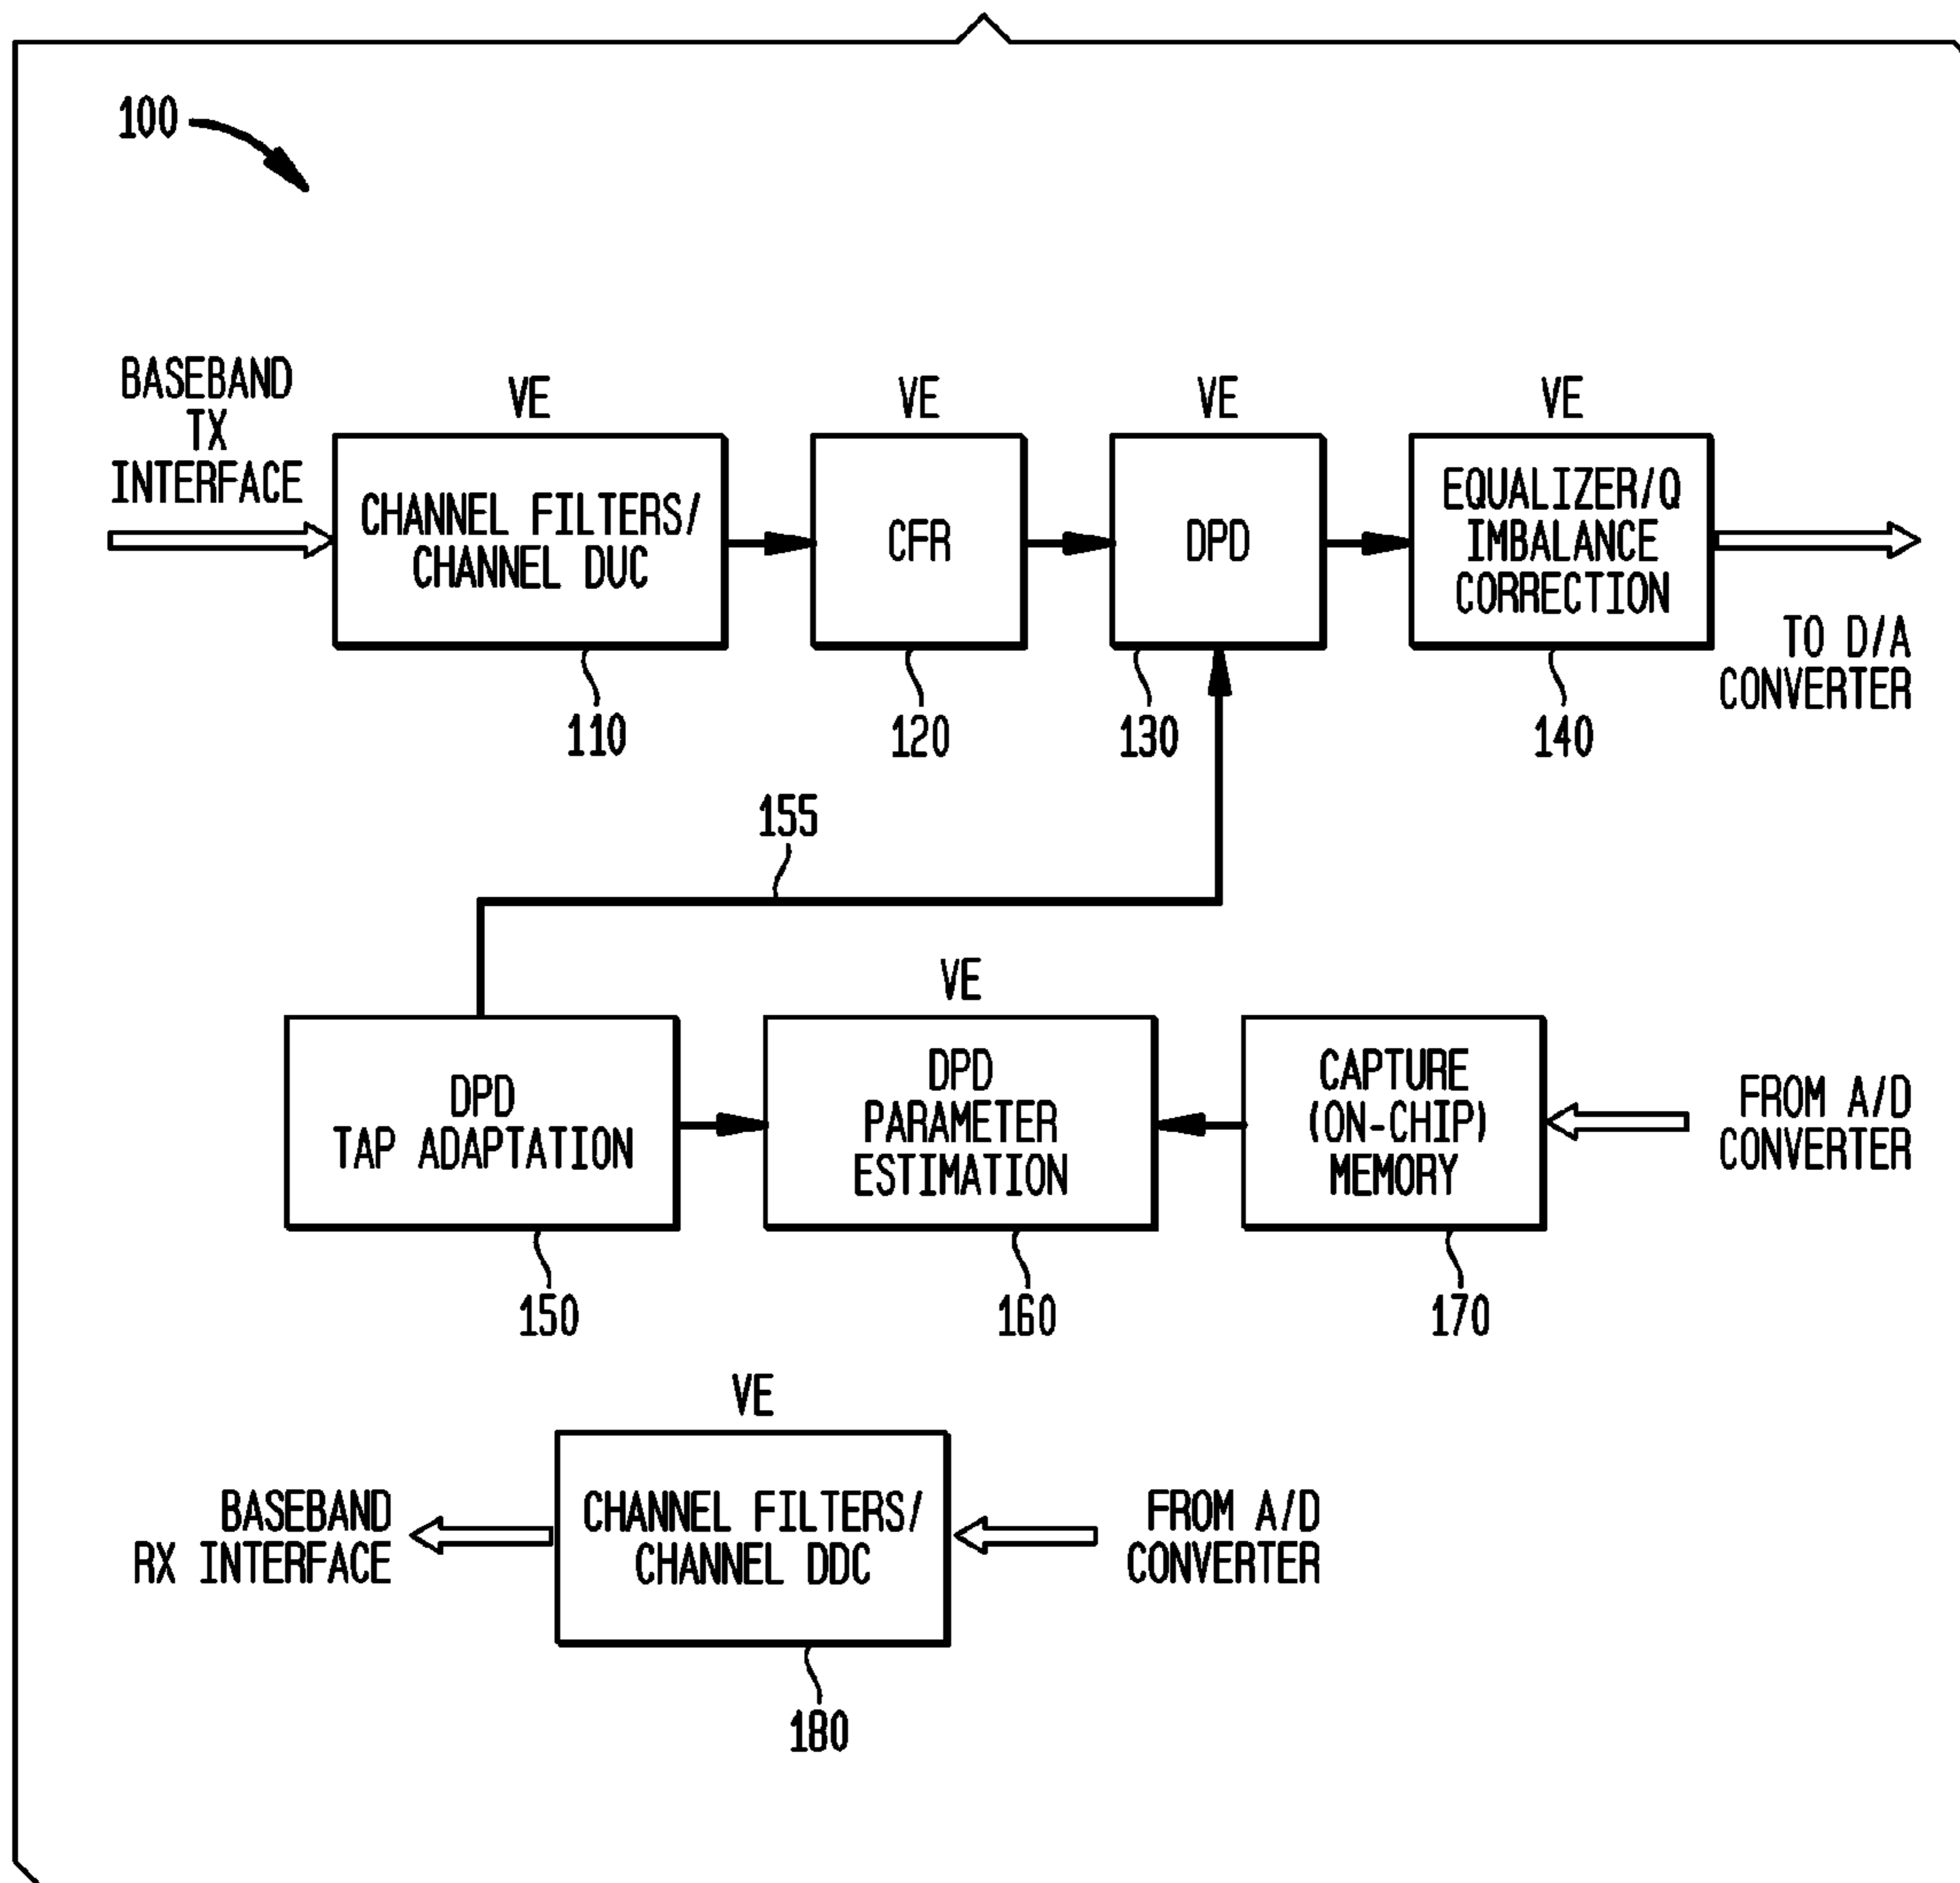 100
BASEBAND
TX
INTERFACE
VE
VE
VE
VE
CHANNEL FILTERS/
CHANNEL DUC
CFR
DPD
EQUALIZER/Q
IMBALANCE
CORRECTION
TO D/A
CONVERTER
110
120
130
140
155
VE
DPD
TAP ADAPTATION
DPD
PARAMETER
ESTIMATION
CAPTURE
(ON-CHIP)
MEMORY
FROM A/D
CONVERTER
150
160
170
VE
BASEBAND
RX INTERFACE
CHANNEL FILTERS/
CHANNEL DDC
FROM A/D
CONVERTER
180